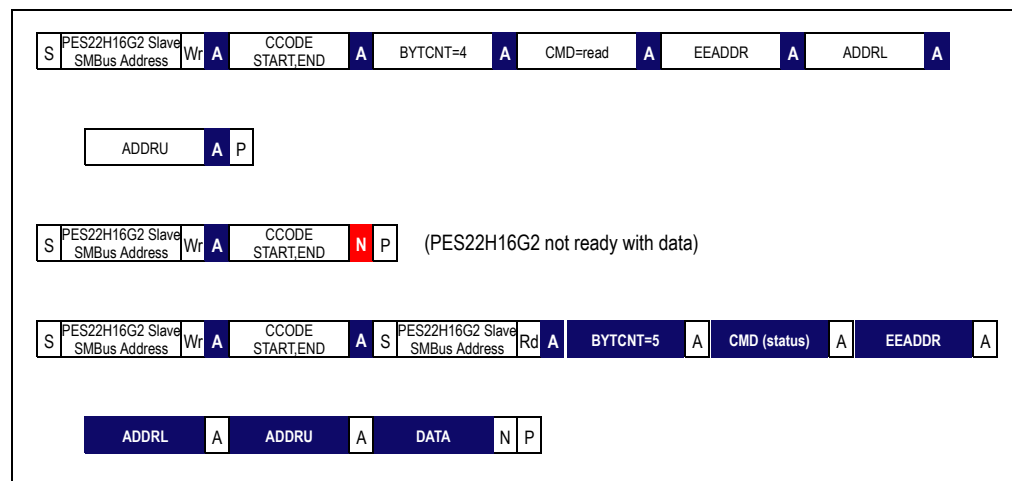 S PES22H16G2 Slave SMBus Address Wr A CCODE START,END A BYTCNT=4 A CMD=read A EEADDR A ADDRL A
ADDRU A P
S PES22H16G2 Slave SMBus Address Wr A CCODE START,END N P (PES22H16G2 not ready with data)
S PES22H16G2 Slave SMBus Address Wr A CCODE START,END A S PES22H16G2 Slave SMBus Address Rd A BYTCNT=5 A CMD (status) A EEADDR A
ADDRL A ADDRU A DATA N P